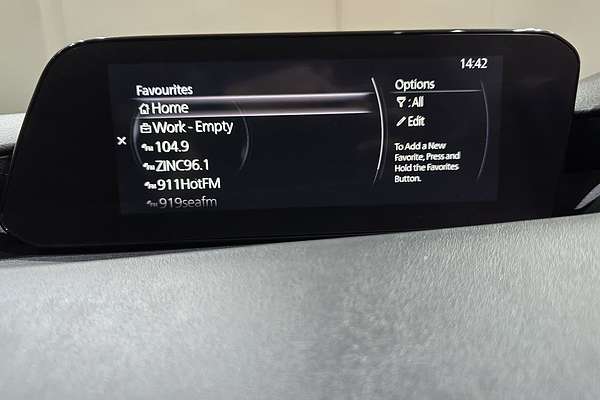 14:42
Favourites
Home
Work - Empty
104.9
ZINC96.1
911HotFM
919seafm
Options
: All
Edit
To Add a New
Favorite, Press and
Hold the Favorites
Button.